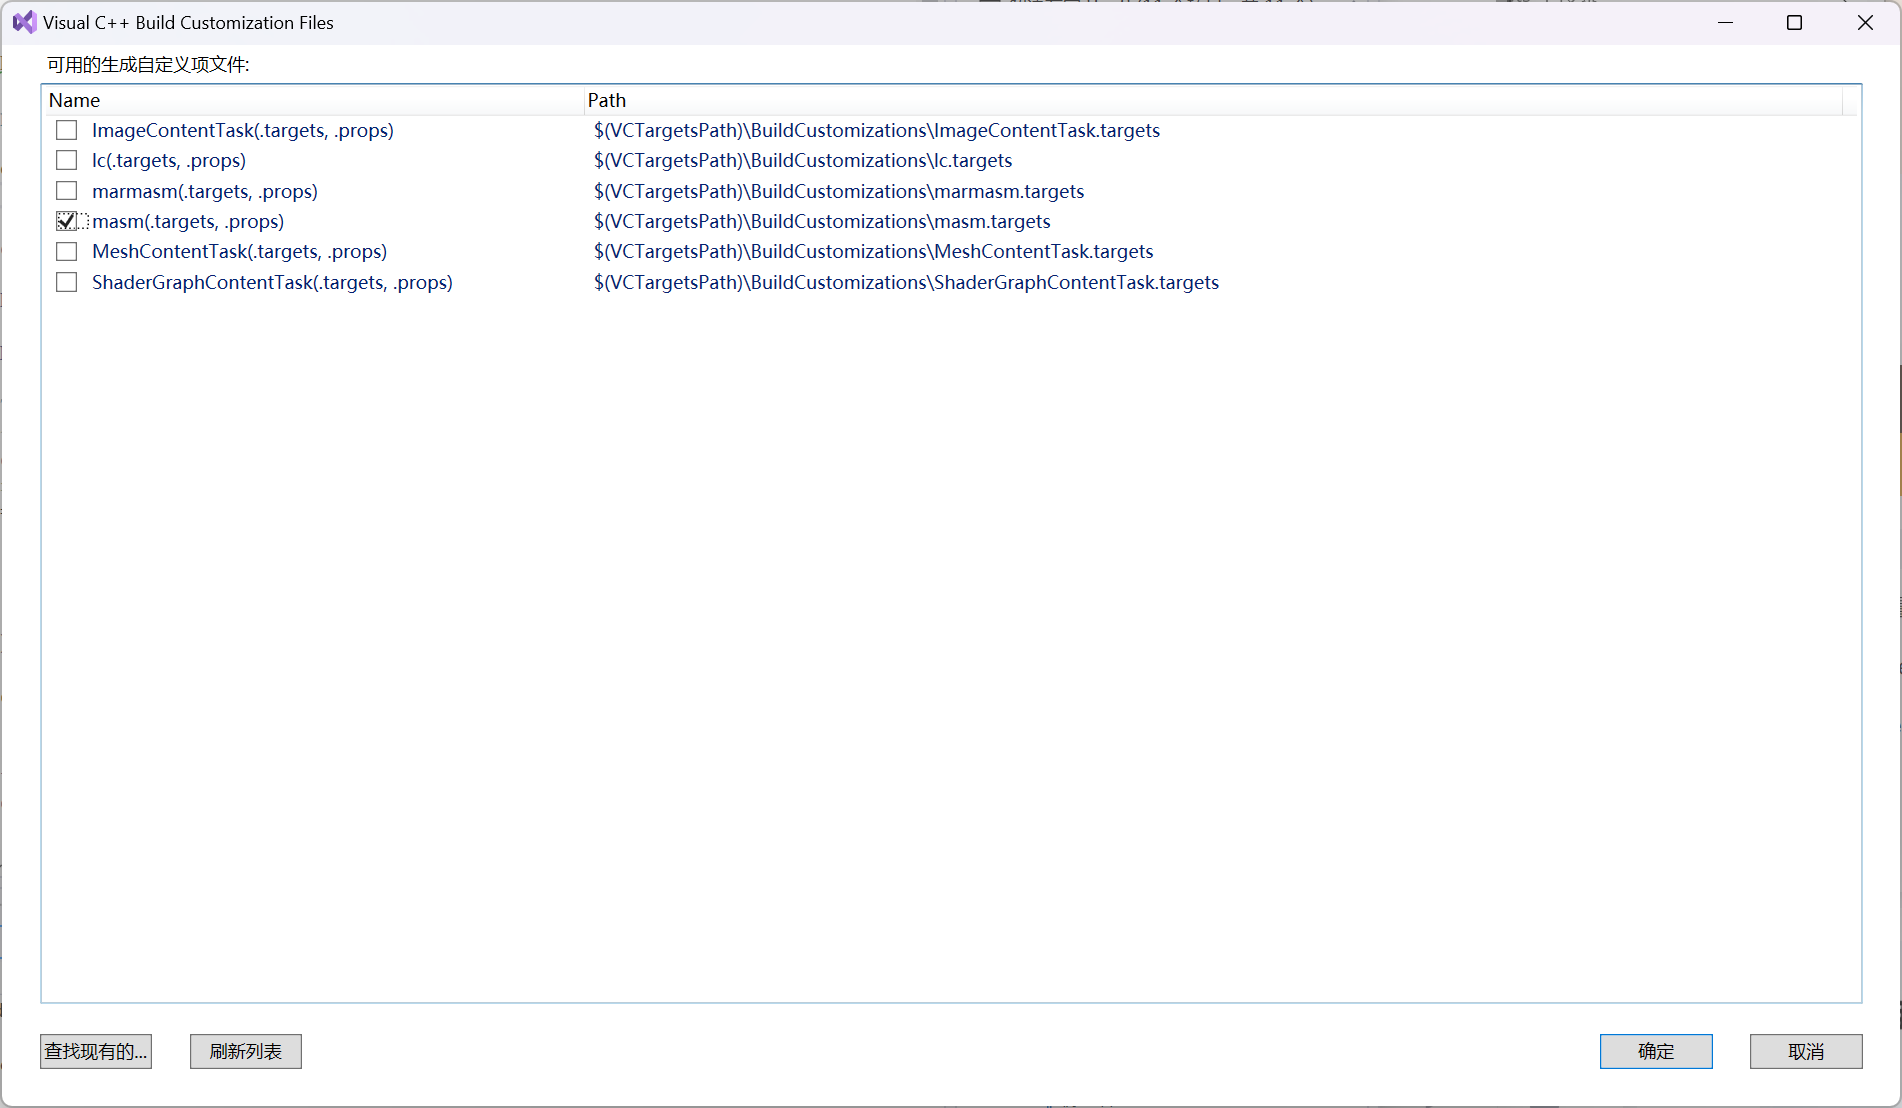 Visual C++ Build Customization Files
可用的生成自定义项文件:
Name Path
ImageContentTask(.targets, .props) $(VCTargetsPath)\BuildCustomizations\ImageContentTask.targets
lc(.targets, .props) $(VCTargetsPath)\BuildCustomizations\lc.targets
marmasm(.targets, .props) $(VCTargetsPath)\BuildCustomizations\marmasm.targets
masm(.targets, .props) $(VCTargetsPath)\BuildCustomizations\masm.targets
MeshContentTask(.targets, .props) $(VCTargetsPath)\BuildCustomizations\MeshContentTask.targets
ShaderGraphContentTask(.targets, .props) $(VCTargetsPath)\BuildCustomizations\ShaderGraphContentTask.targets
查找现有的... 刷新列表 确定 取消